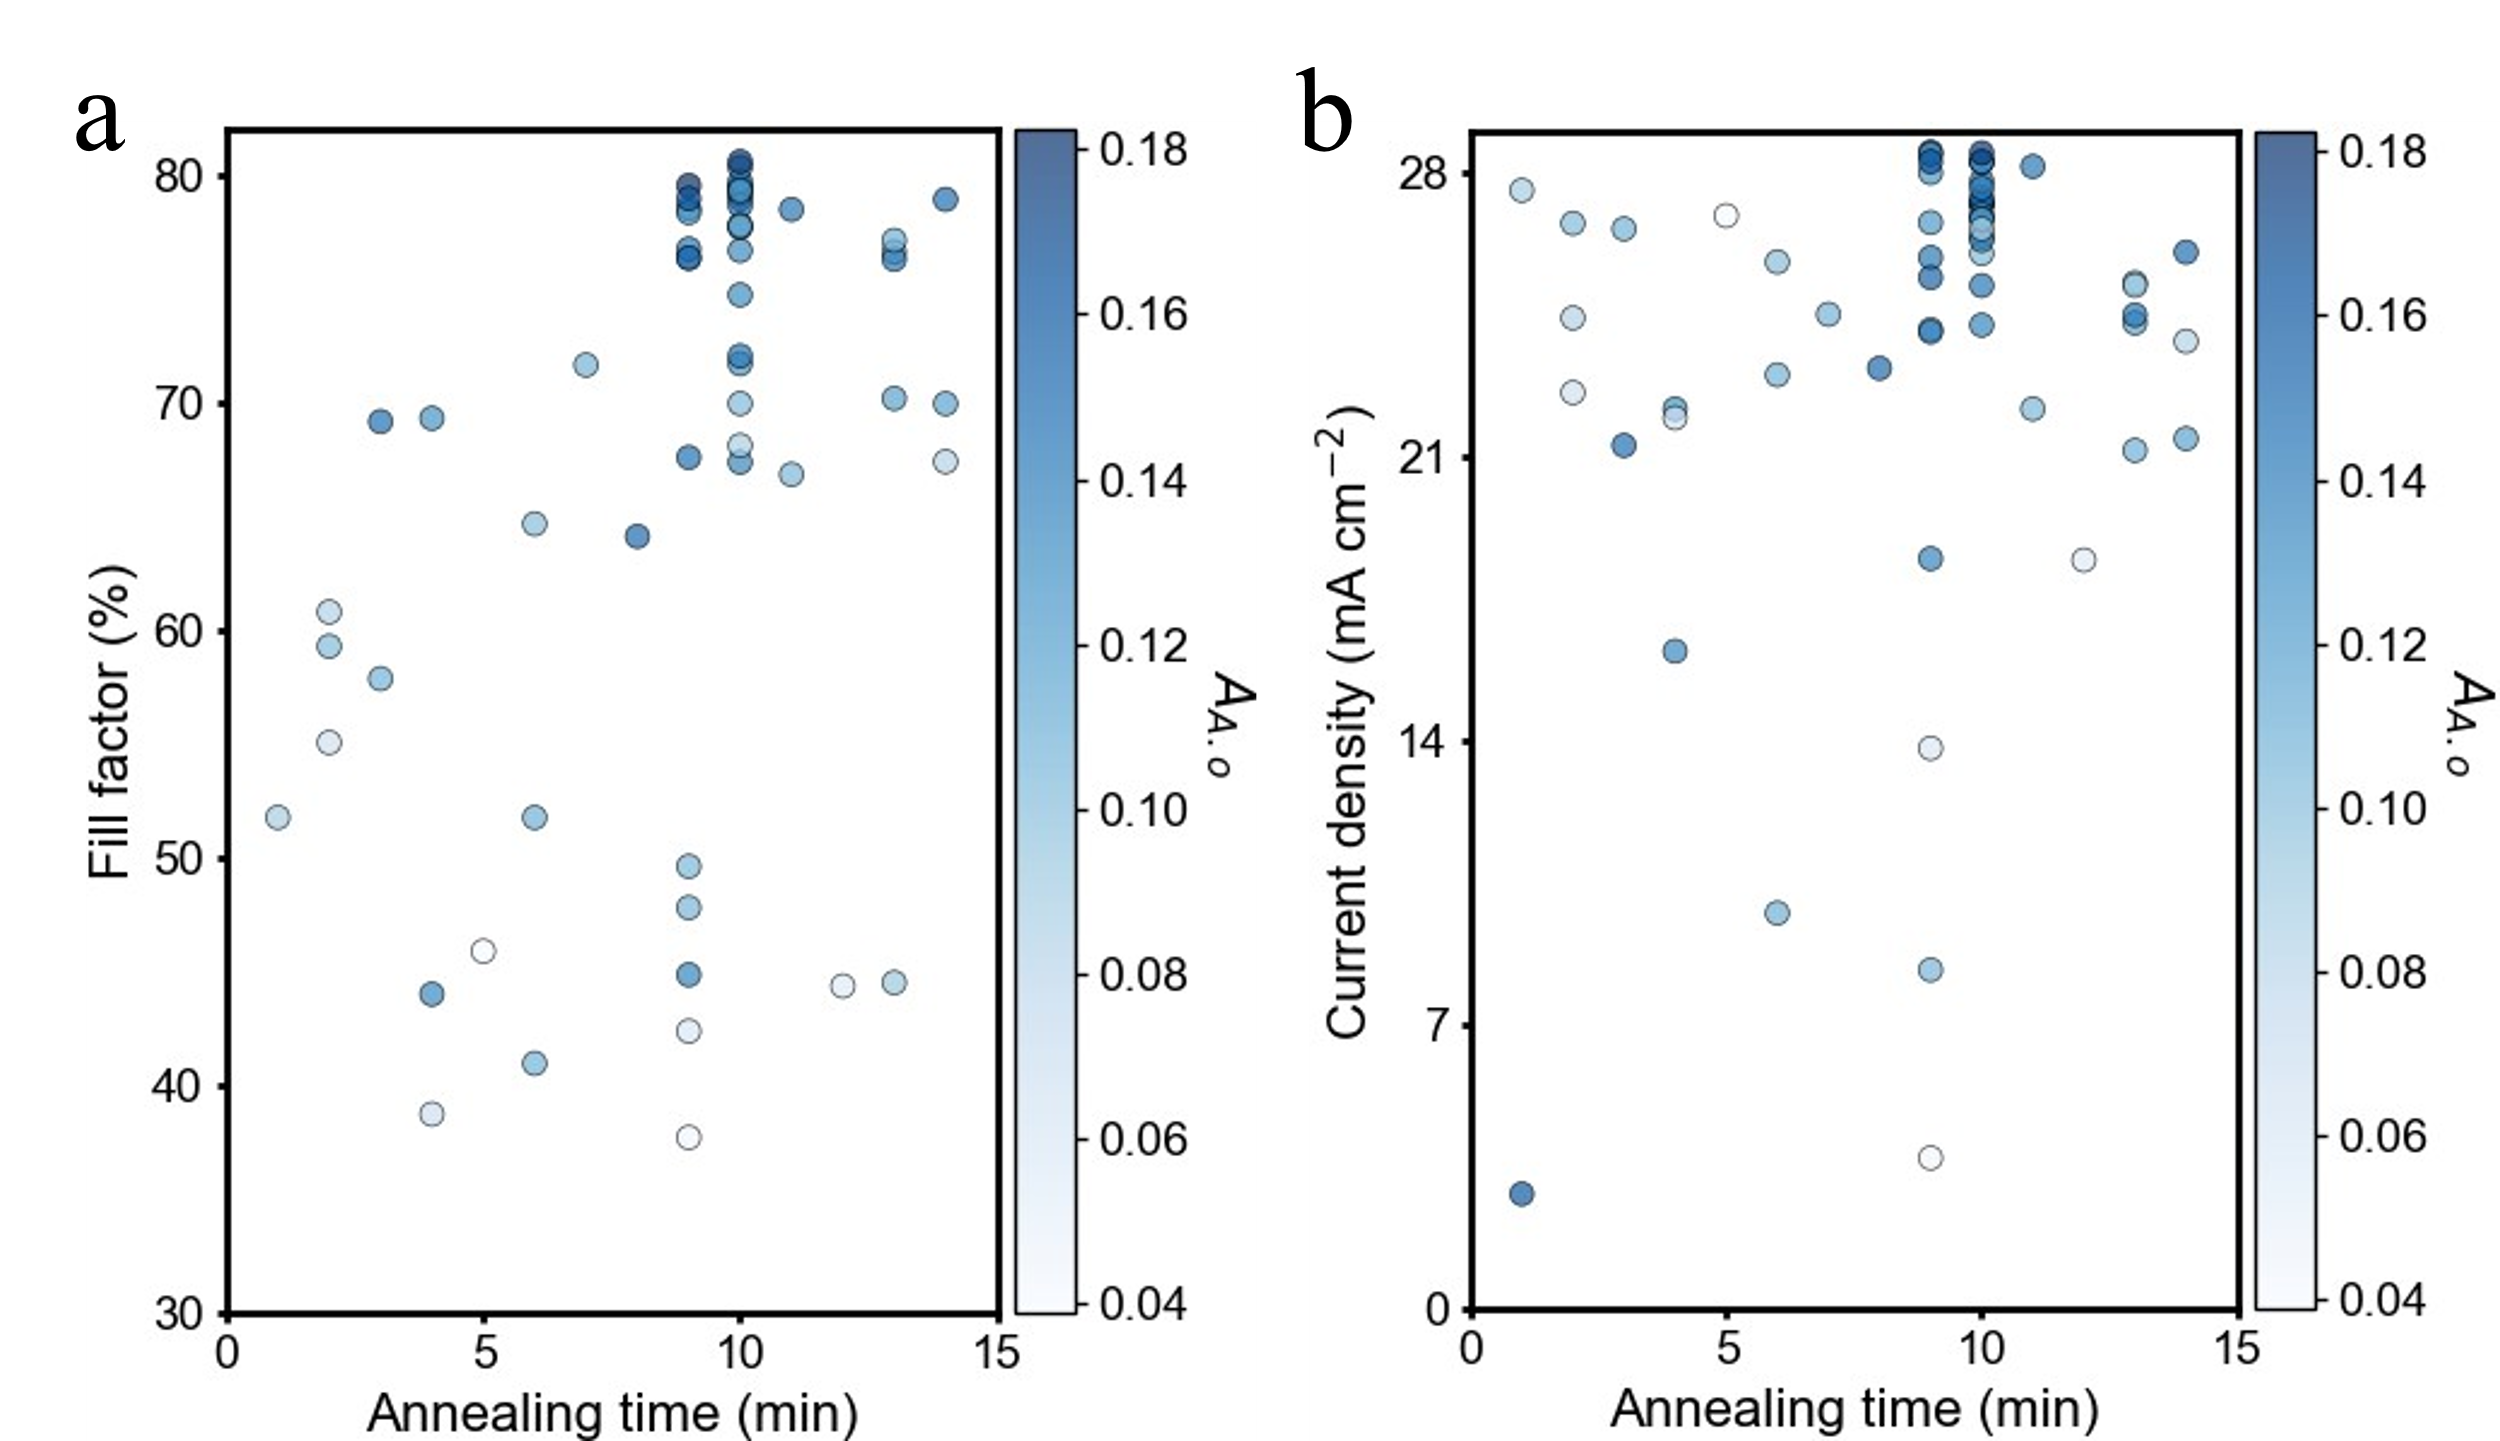 a
80
70
60
50
40
30
0 5 10 15
Fill factor (%)
Annealing time (min)
0.18
0.16
0.14
0.12
0.10
0.08
0.06
0.04
A_{A.o}
b
28
21
14
7
0
0 5 10 15
Current density (mA cm⁻²)
Annealing time (min)
0.18
0.16
0.14
0.12
0.10
0.08
0.06
0.04
A_{A.o}